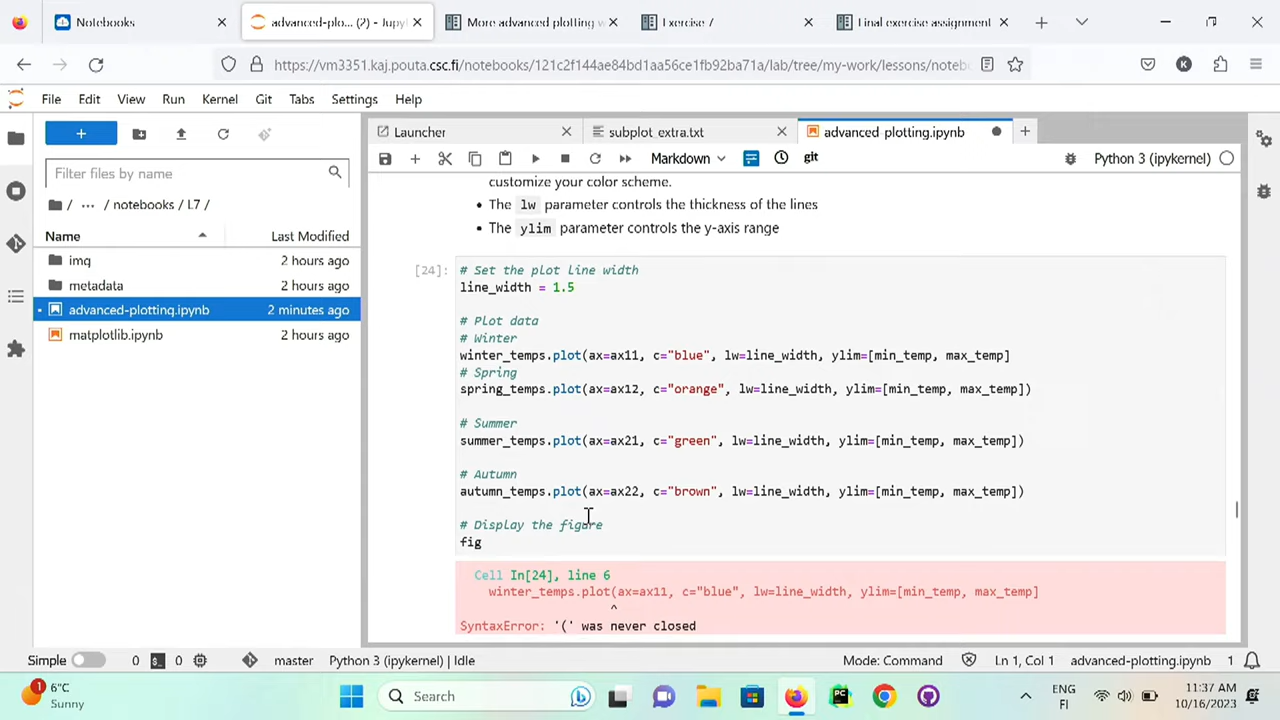 Notebooks
advanced-plo... (2) - Jupyt
More advanced plotting w
Exercise 7
Final exercise assignment
https://vm3351.kaj.pouta.csc.fi/notebooks/121c2f144ae84bd1aa56ce1fb92ba71a/lab/tree/my-work/lessons/noteb
K
File Edit View Run Kernel Git Tabs Settings Help
Launcher
subplot_extra.txt
advanced-plotting.ipynb
Filter files by name
Markdown
git
Python 3 (ipykernel)
/ ... / notebooks / L7 /
Name
Last Modified
img 2 hours ago
metadata 2 hours ago
advanced-plotting.ipynb 2 minutes ago
matplotlib.ipynb 2 hours ago
customize your color scheme.
• The lw parameter controls the thickness of the lines
• The ylim parameter controls the y-axis range
[24]:
# Set the plot line width
line_width = 1.5
# Plot data
# Winter
winter_temps.plot(ax=ax11, c="blue", lw=line_width, ylim=[min_temp, max_temp]
# Spring
spring_temps.plot(ax=ax12, c="orange", lw=line_width, ylim=[min_temp, max_temp])
# Summer
summer_temps.plot(ax=ax21, c="green", lw=line_width, ylim=[min_temp, max_temp])
# Autumn
autumn_temps.plot(ax=ax22, c="brown", lw=line_width, ylim=[min_temp, max_temp])
# Display the figure
fig
Cell In[24], line 6
winter_temps.plot(ax=ax11, c="blue", lw=line_width, ylim=[min_temp, max_temp]
^
SyntaxError: '(' was never closed
Simple 0 0 master Python 3 (ipykernel) | Idle
Mode: Command Ln 1, Col 1 advanced-plotting.ipynb 1
1
6°C
Sunny
Search
ENG
FI
11:37 AM
10/16/2023